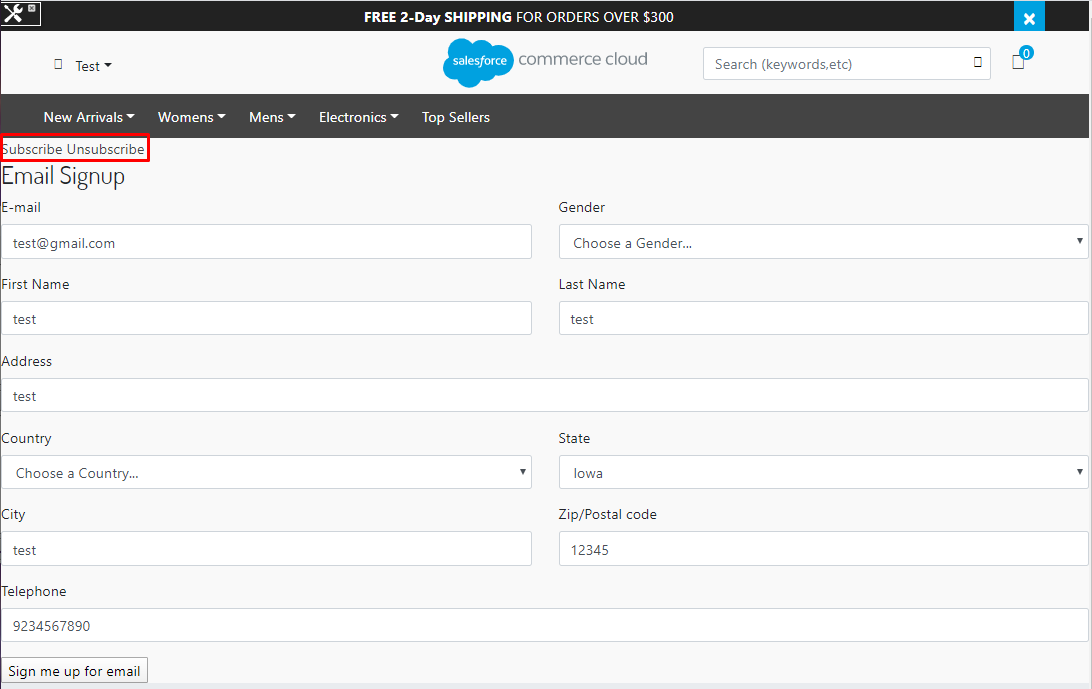 FREE 2-Day SHIPPING FOR ORDERS OVER $300
Test
salesforce commerce cloud
Search (keywords,etc)
0
New Arrivals Womens Mens Electronics Top Sellers
Subscribe Unsubscribe
Email Signup
E-mail Gender
test@gmail.com Choose a Gender...
First Name Last Name
test test
Address
test
Country State
Choose a Country... Iowa
City Zip/Postal code
test 12345
Telephone
9234567890
Sign me up for email